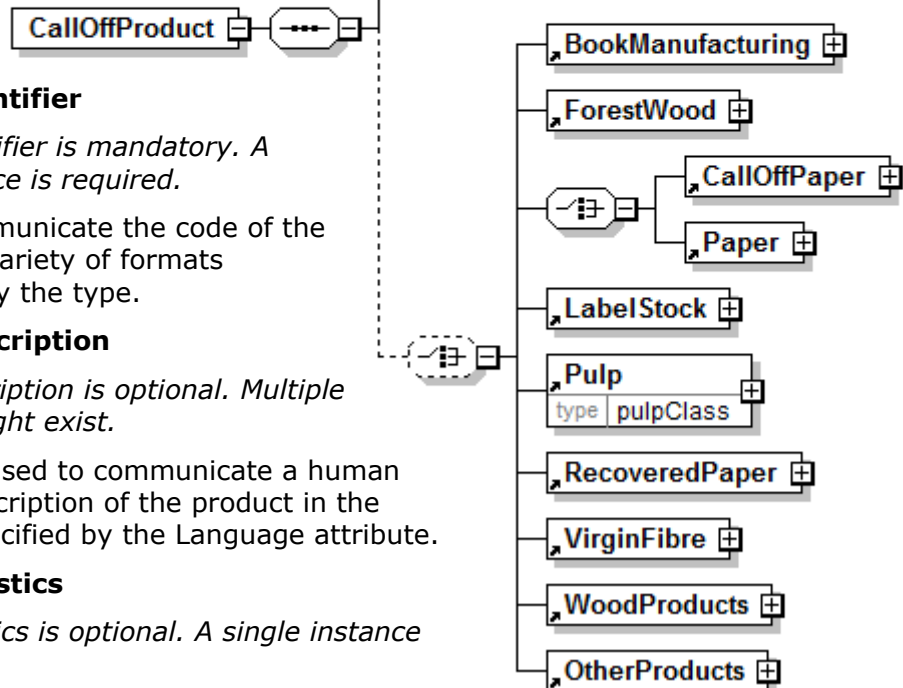 CallOffProduct
ntifier
ifier is mandatory. A
ce is required.
municate the code of the
ariety of formats
y the type.
cription
iption is optional. Multiple
ght exist.
sed to communicate a human
cription of the product in the
cified by the Language attribute.
stics
ics is optional. A single instance
BookManufacturing
ForestWood
CallOffPaper
Paper
LabelStock
Pulp
type pulpClass
RecoveredPaper
VirginFibre
WoodProducts
OtherProducts